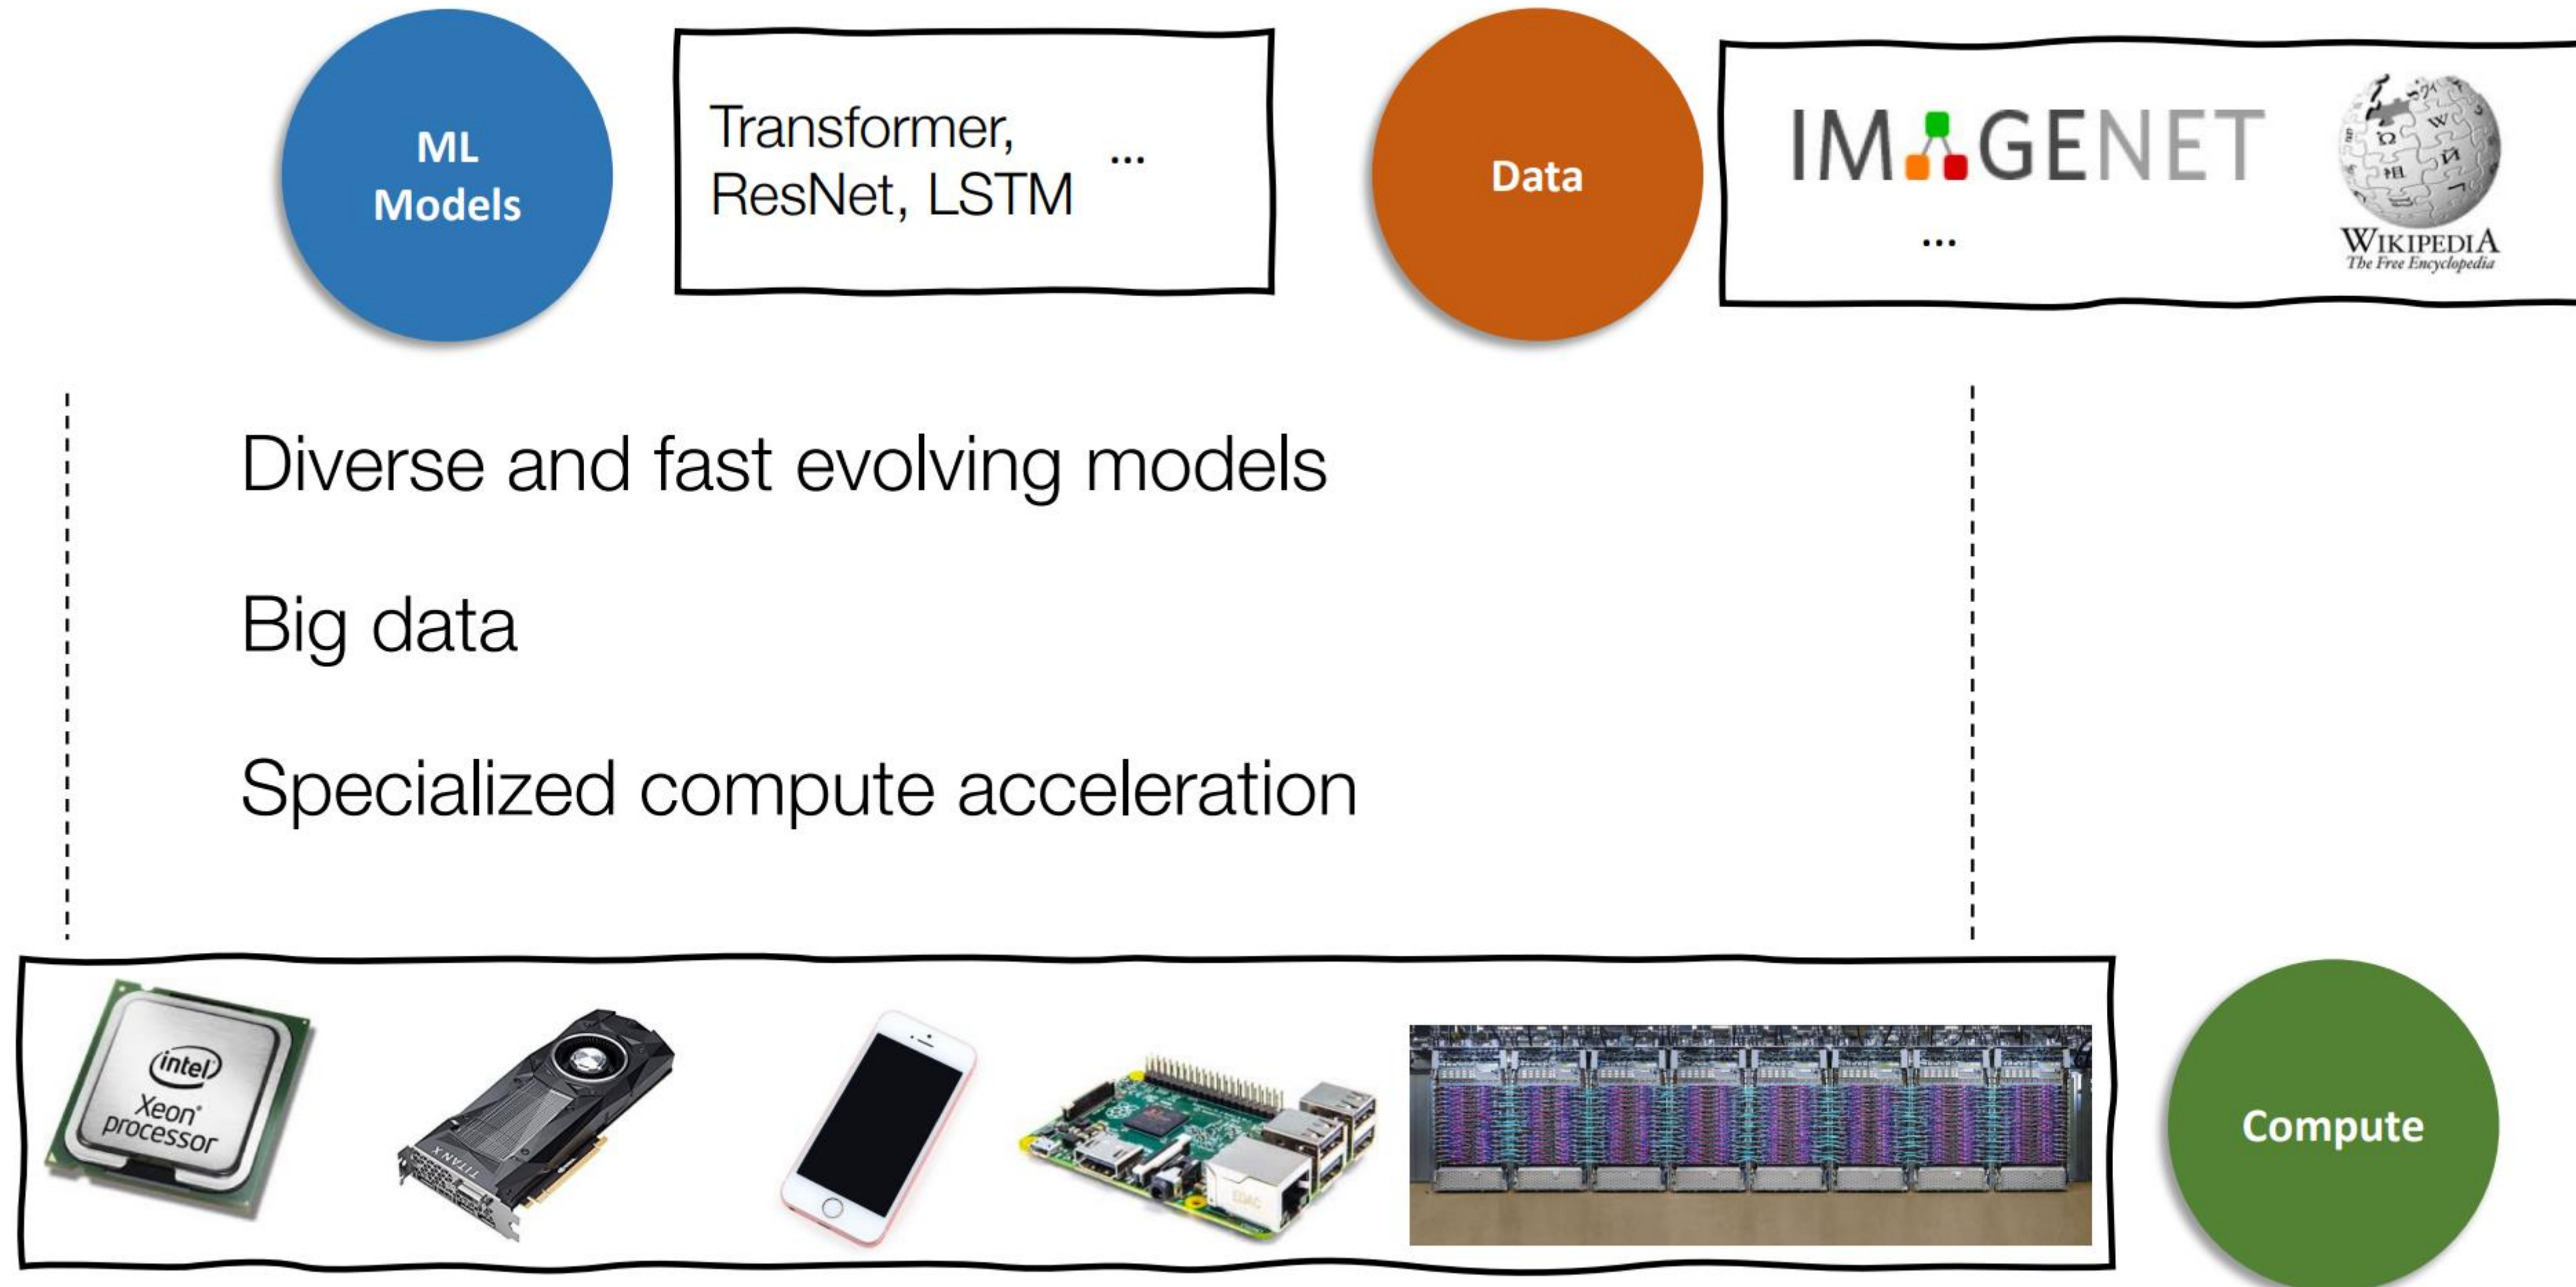 ML
Models
Transformer,
ResNet, LSTM
...
Data
IMAGENET
...
WIKIPEDIA
The Free Encyclopedia
Diverse and fast evolving models
Big data
Specialized compute acceleration
intel
Xeon®
processor
TITAN X
Compute